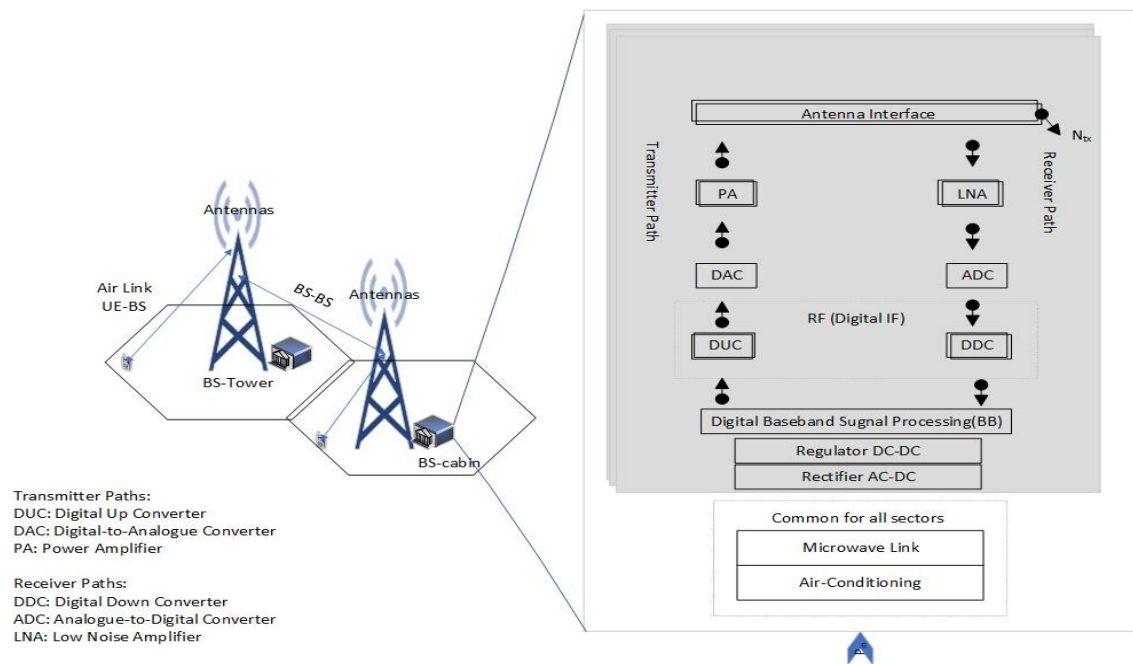 Antennas
Air Link
UE-BS
BS-BS
Antennas
BS-Tower
BS-cabin
Transmitter Paths:
DUC: Digital Up Converter
DAC: Digital-to-Analogue Converter
PA: Power Amplifier
Receiver Paths:
DDC: Digital Down Converter
ADC: Analogue-to-Digital Converter
LNA: Low Noise Amplifier
Antenna Interface
Ntx
Transmitter Path
Receiver Path
PA
LNA
DAC
ADC
RF (Digital IF)
DUC
DDC
Digital Baseband Sugnal Processing(BB)
Regulator DC-DC
Rectifier AC-DC
Common for all sectors
Microwave Link
Air-Conditioning